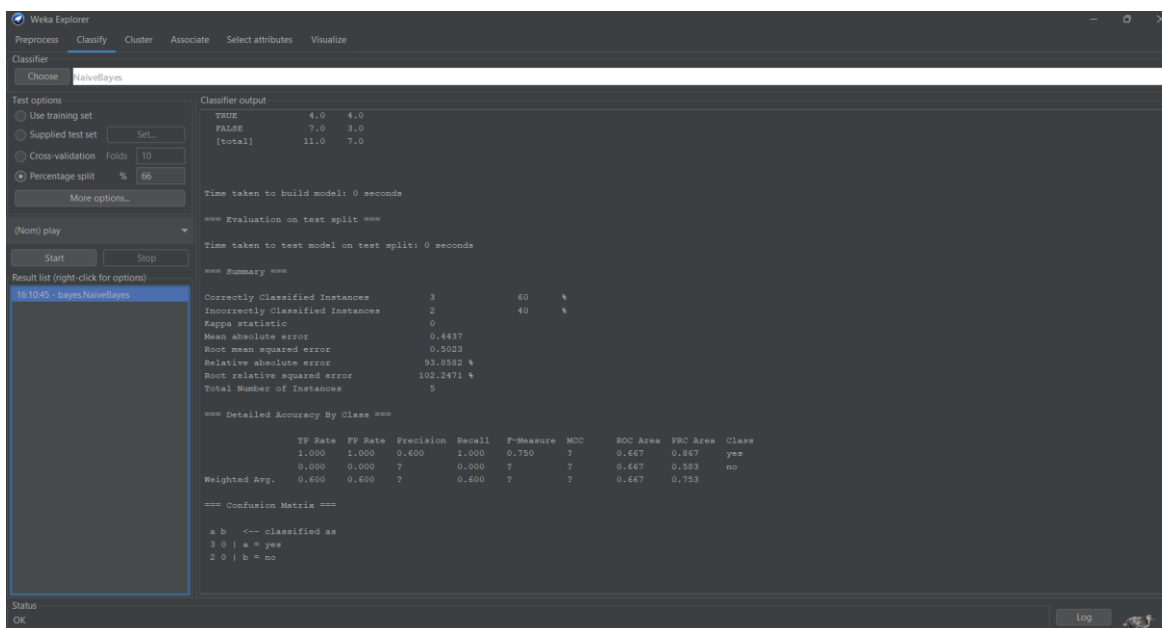 Weka Explorer
Preprocess Classify Cluster Associate Select attributes Visualize
Classifier
Choose NaiveBayes
Test options
Use training set
Supplied test set Set...
Cross-validation Folds 10
Percentage split % 66
More options...
(Nom) play
Start Stop
Result list (right-click for options)
16:10:45 - bayes.NaiveBayes
Classifier output
TRUE 4.0 4.0
FALSE 7.0 3.0
[total] 11.0 7.0
Time taken to build model: 0 seconds
=== Evaluation on test split ===
Time taken to test model on test split: 0 seconds
=== Summary ===
Correctly Classified Instances 3 60 %
Incorrectly Classified Instances 2 40 %
Kappa statistic 0
Mean absolute error 0.4437
Root mean squared error 0.5023
Relative absolute error 93.8582 %
Root relative squared error 102.2471 %
Total Number of Instances 5
=== Detailed Accuracy By Class ===
TP Rate FP Rate Precision Recall F-Measure MCC ROC Area PRC Area Class
1.000 1.000 0.600 1.000 0.750 ? 0.667 0.867 yes
0.000 0.000 ? 0.000 ? ? 0.667 0.583 no
Weighted Avg. 0.600 0.600 ? 0.600 ? ? 0.667 0.753
=== Confusion Matrix ===
a b <-- classified as
3 0 | a = yes
2 0 | b = no
Status
OK
Log